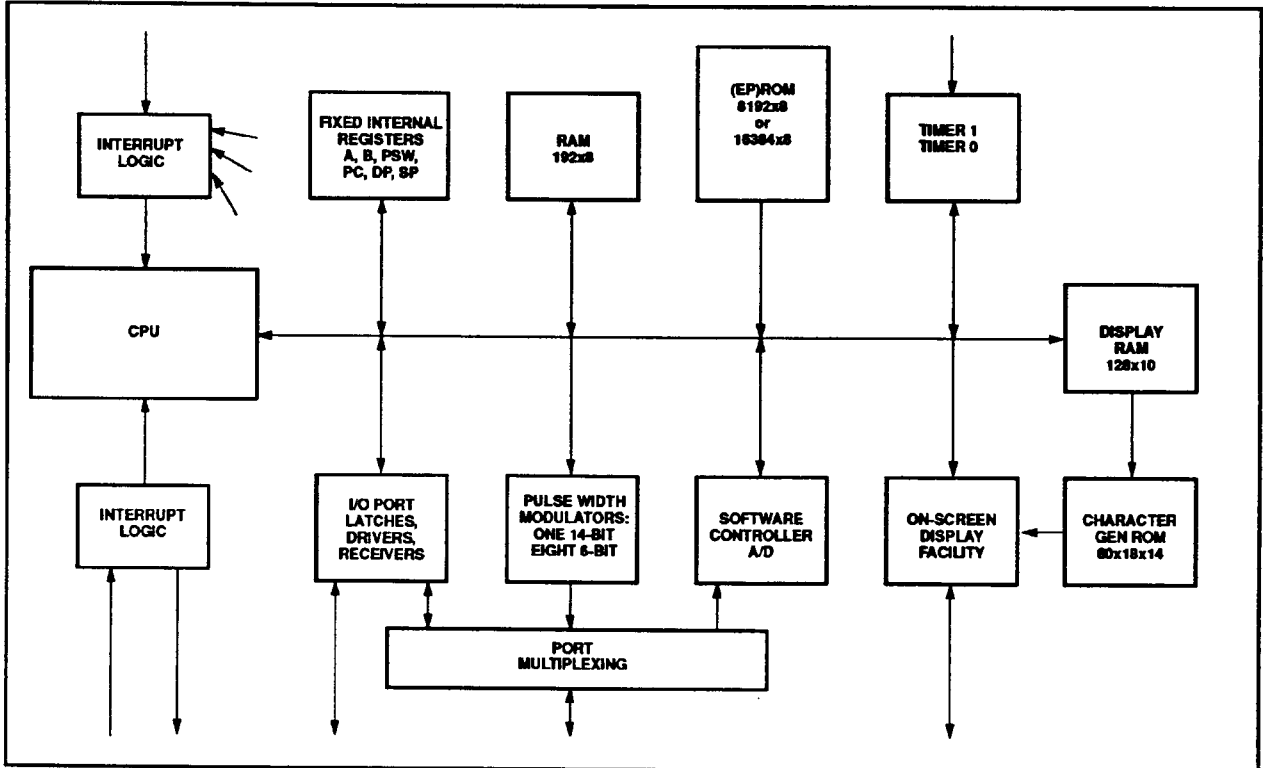 INTERRUPT
LOGIC
FIXED INTERNAL
REGISTERS
A, B, PSW,
PC, DP, SP
RAM
192x8
(EP)ROM
8192x8
or
16384x8
TIMER 1
TIMER 0
CPU
DISPLAY
RAM
128x10
INTERRUPT
LOGIC
I/O PORT
LATCHES,
DRIVERS,
RECEIVERS
PULSE WIDTH
MODULATORS:
ONE 14-BIT
EIGHT 6-BIT
SOFTWARE
CONTROLLER
A/D
ON-SCREEN
DISPLAY
FACILITY
CHARACTER
GEN ROM
60x18x14
PORT
MULTIPLEXING